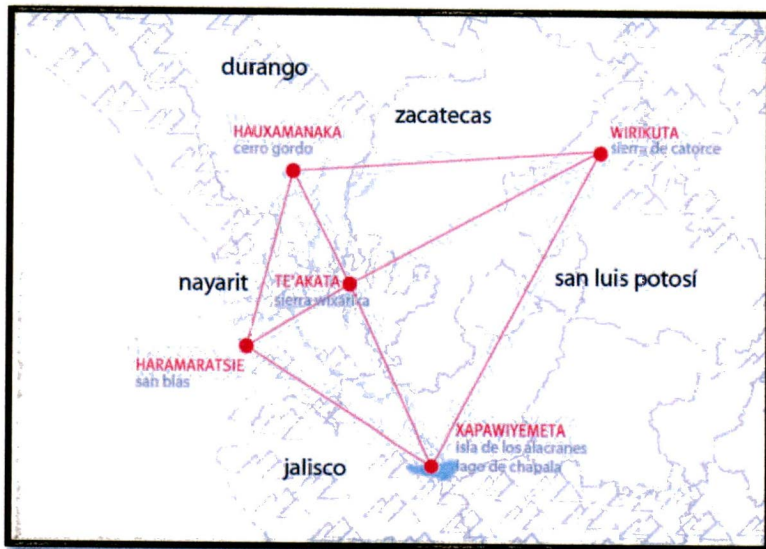 durango
zacatecas
HAUXAMANAKA
cerro gordo
WIRIKUTA
sierra de catorce
nayarit
TE'AKATA
sierra wixárika
san luis potosí
HARAMARATSIE
san blas
XAPAWIYEMETA
isla de los alacranes
lago de chapala
jalisco